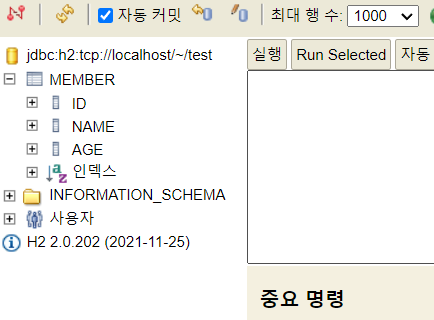 자동 커밋 최대 행 수: 1000
jdbc:h2:tcp://localhost/~/test
실행 Run Selected 자동
MEMBER
ID
NAME
AGE
인덱스
INFORMATION_SCHEMA
사용자
H2 2.0.202 (2021-11-25)
중요 명령